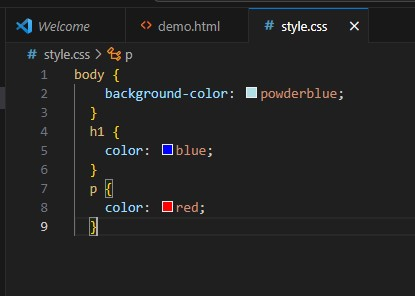 Welcome demo.html style.css
style.css > p
1 body {
2     background-color: powderblue;
3   }
4   h1 {
5     color: blue;
6   }
7   p {
8     color: red;
9   }